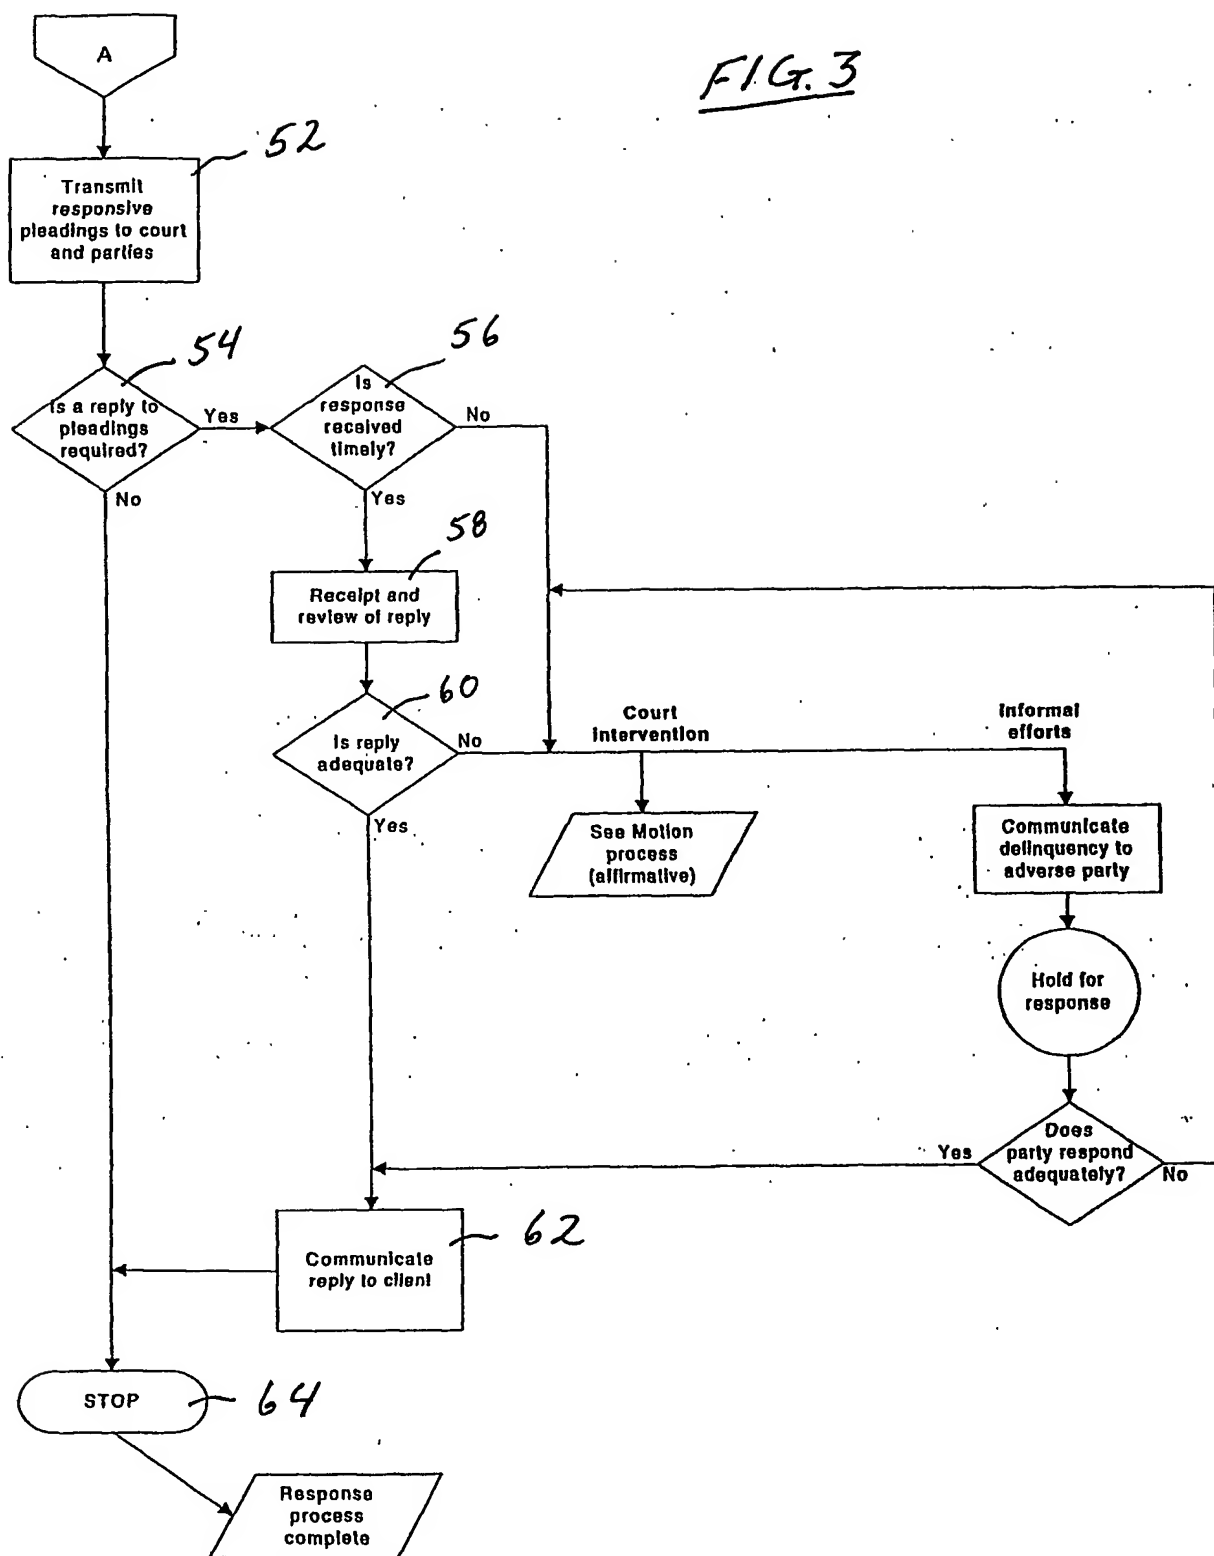 A
FIG. 3
52
Transmit
responsive
pleadings to court
and parties
54
Is a reply to
pleadings
required?
Yes
No
56
Is
response
received
timely?
No
Yes
58
Receipt and
review of reply
60
Is reply
adequate?
No
Yes
Court
intervention
Informal
efforts
See Motion
process
(affirmative)
Communicate
delinquency to
adverse party
Hold for
response
Does
party respond
adequately?
Yes
No
62
Communicate
reply to client
STOP
64
Response
process
complete